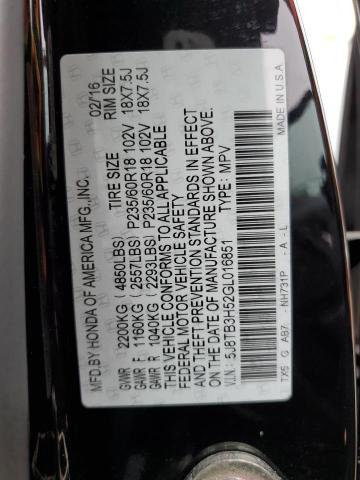 MFD.BY HONDA OF AMERICA MFG.,INC. 02/16
TIRE SIZE RIM SIZE
GVWR 2200KG ( 4850LBS)
GAWR F 1160KG ( 2557LBS) P235/60R18 102V 18X7.5J
GAWR R 1040KG ( 2293LBS) P235/60R18 102V 18X7.5J
THIS VEHICLE CONFORMS TO ALL APPLICABLE
FEDERAL MOTOR VEHICLE SAFETY
AND THEFT PREVENTION STANDARDS IN EFFECT
ON THE DATE OF MANUFACTURE SHOWN ABOVE.
V.I.N.: 5J8TB3H52GL016851 TYPE: MPV
TX5 G AB7 - NH731P - A - L MADE IN U.S.A